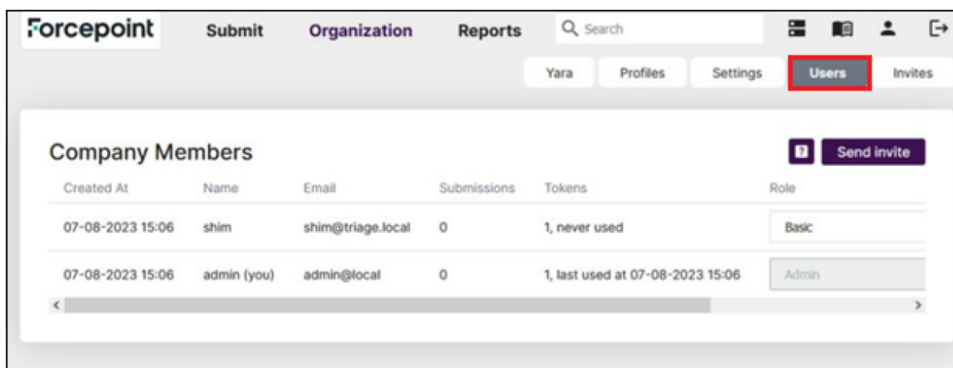 Forcepoint Submit Organization Reports Search
Yara Profiles Settings Users Invites
Company Members ? Send invite
Created At Name Email Submissions Tokens Role
07-08-2023 15:06 shim shim@triage.local 0 1, never used Basic
07-08-2023 15:06 admin (you) admin@local 0 1, last used at 07-08-2023 15:06 Admin